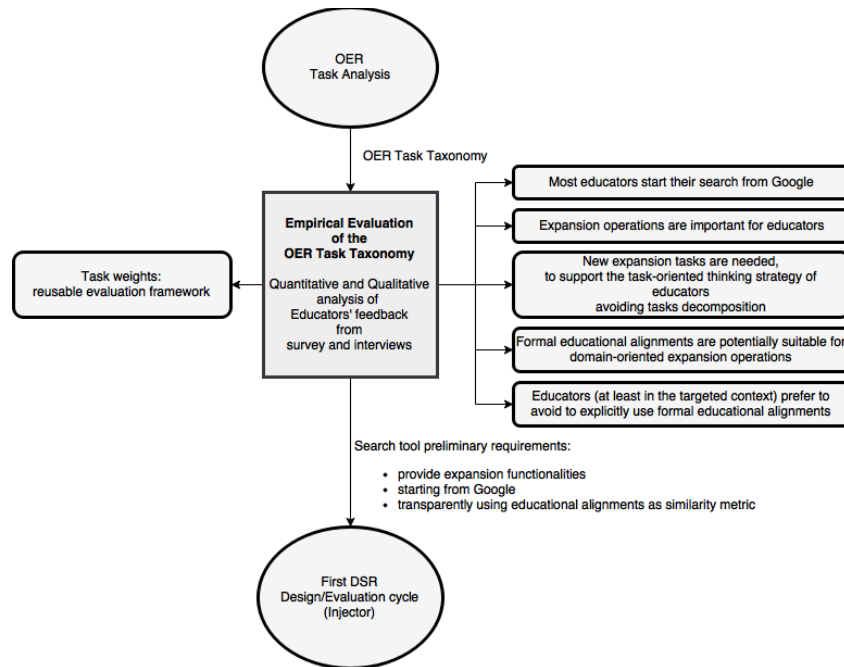 OER
Task Analysis
OER Task Taxonomy
Most educators start their search from Google
Empirical Evaluation
of the
OER Task Taxonomy
Quantitative and Qualitative
analysis of
Educators' feedback
from
survey and interviews
Expansion operations are important for educators
Task weights:
reusable evaluation framework
New expansion tasks are needed,
to support the task-oriented thinking strategy of
educators
avoiding tasks decomposition
Formal educational alignments are potentially suitable for
domain-oriented expansion operations
Educators (at least in the targeted context) prefer to
avoid to explicitly use formal educational alignments
Search tool preliminary requirements:
• provide expansion functionalities
• starting from Google
• transparently using educational alignments as similarity metric
First DSR
Design/Evaluation cycle
(Injector)